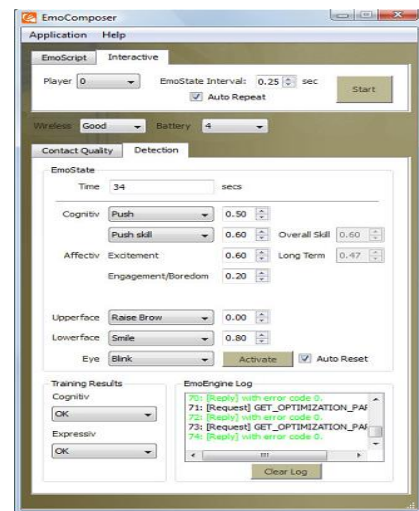 EmoComposer
Application Help
EmoScript Interactive
Player 0 EmoState Interval: 0.25 sec
Auto Repeat
Start
Wireless Good Battery 4
Contact Quality Detection
EmoState
Time 34 secs
Cognitiv Push 0.50
Push skill 0.60 Overall Skill 0.60
Affectiv Excitement 0.60 Long Term 0.47
Engagement/Boredom 0.20
Upperface Raise Brow 0.00
Lowerface Smile 0.80
Eye Blink Activate Auto Reset
Training Results
Cognitiv
OK
Expressiv
OK
EmoEngine Log
70: [Reply] with error code 0.
71: [Request] GET_OPTIMIZATION_PAR
72: [Reply] with error code 0.
73: [Request] GET_OPTIMIZATION_PAR
74: [Reply] with error code 0.
Clear Log